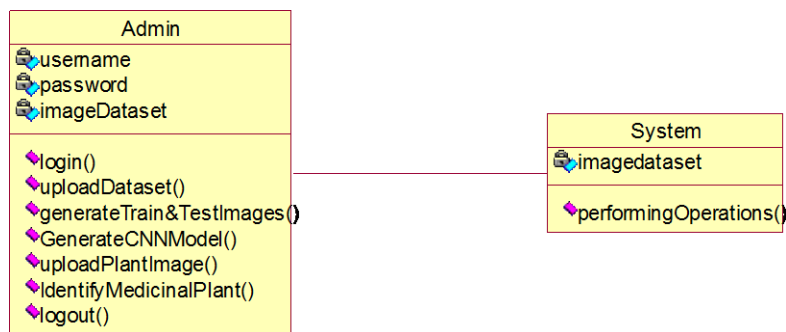 Admin
username
password
imageDataset
login()
uploadDataset()
generateTrain&TestImages()
GenerateCNNModel()
uploadPlantImage()
IdentifyMedicinalPlant()
logout()
System
imagedataset
performingOperations()